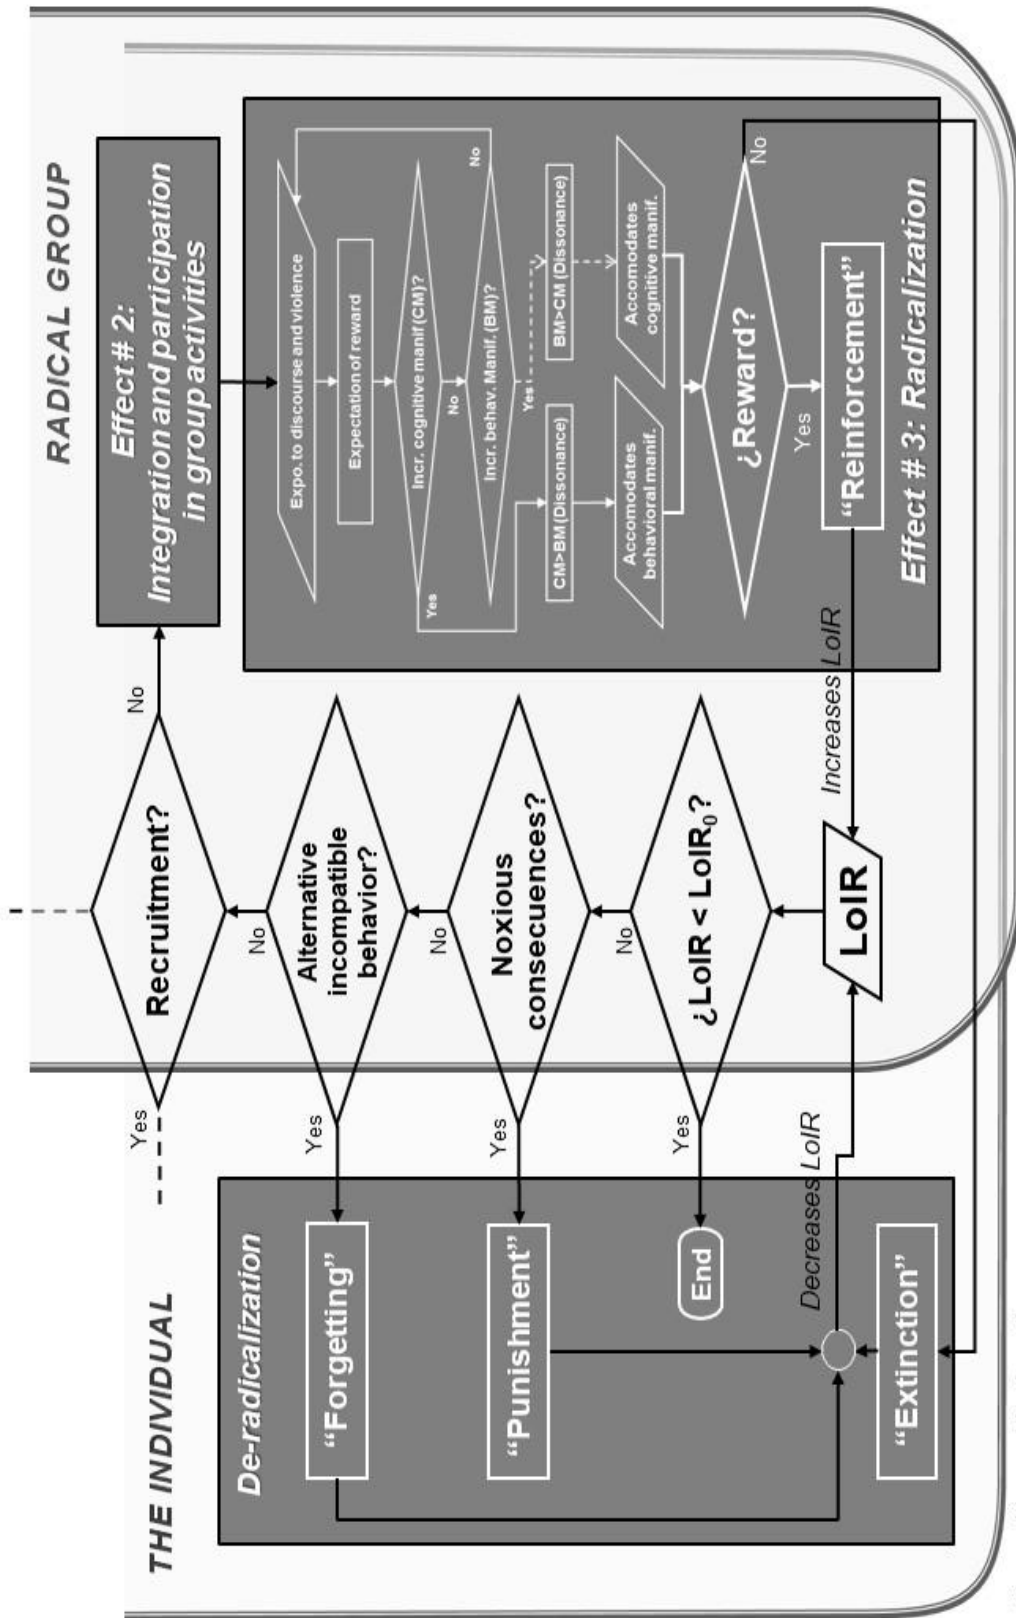 THE INDIVIDUAL
RADICAL GROUP
De-radicalization
“Forgetting”
“Punishment”
End
“Extinction”
Decreases LoIR
Yes
Recruitment?
No
Yes
Alternative
incompatible
behavior?
No
Yes
Noxious
consecuences?
No
Yes
¿LoIR < LoIR₀?
No
LoIR
Increases LoIR
Effect # 2:
Integration and participation
in group activities
Expo. to discourse and violence
Expectation of reward
Incr. cognitive manif (CM)?
Yes
No
Incr. behav, Manif, (BM)?
No
Yes
CM>BM (Dissonance)
BM>CM (Dissonance)
Accomodates
behavioral manif.
Accomodates
cognitive manif.
¿Reward?
No
Yes
“Reinforcement”
Effect # 3: Radicalization